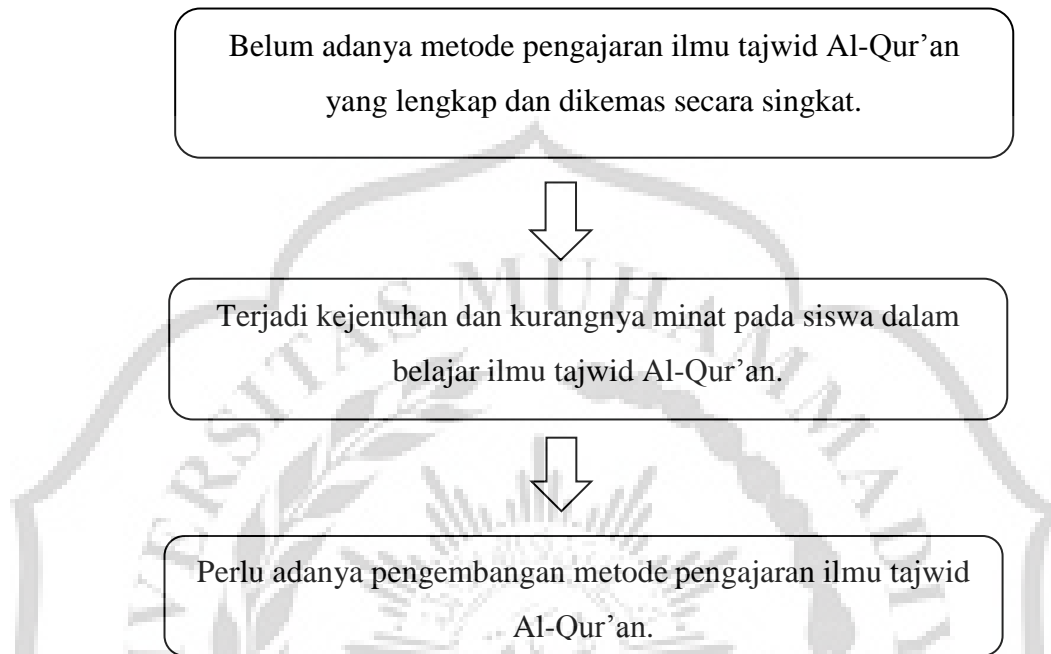 Belum adanya metode pengajaran ilmu tajwid Al-Qur’an
yang lengkap dan dikemas secara singkat.
Terjadi kejenuhan dan kurangnya minat pada siswa dalam
belajar ilmu tajwid Al-Qur’an.
Perlu adanya pengembangan metode pengajaran ilmu tajwid
Al-Qur’an.